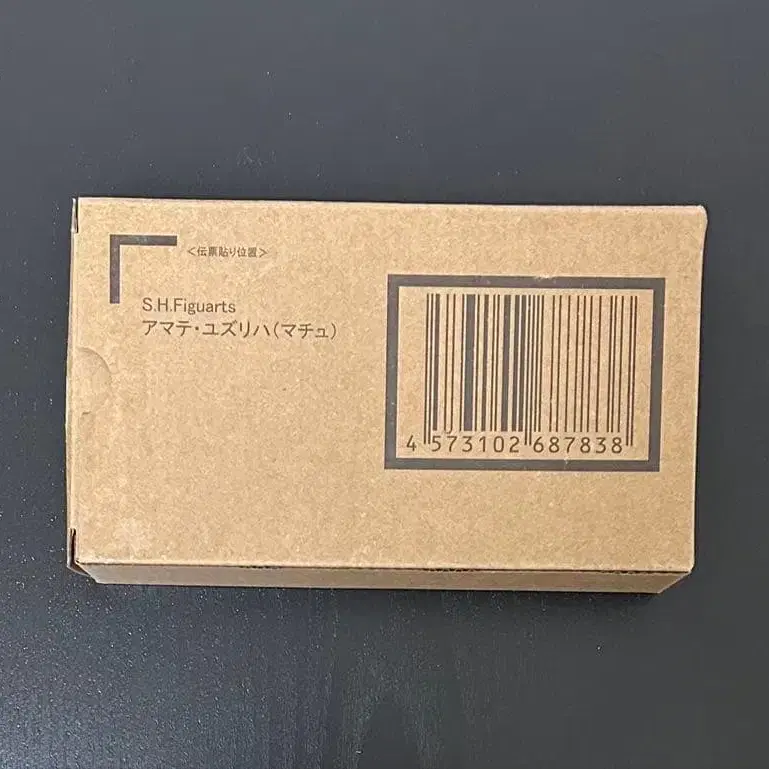 <伝票貼り位置>
S.H.Figuarts
アマテ・ユズリハ(マチュ)
4 573102 687838